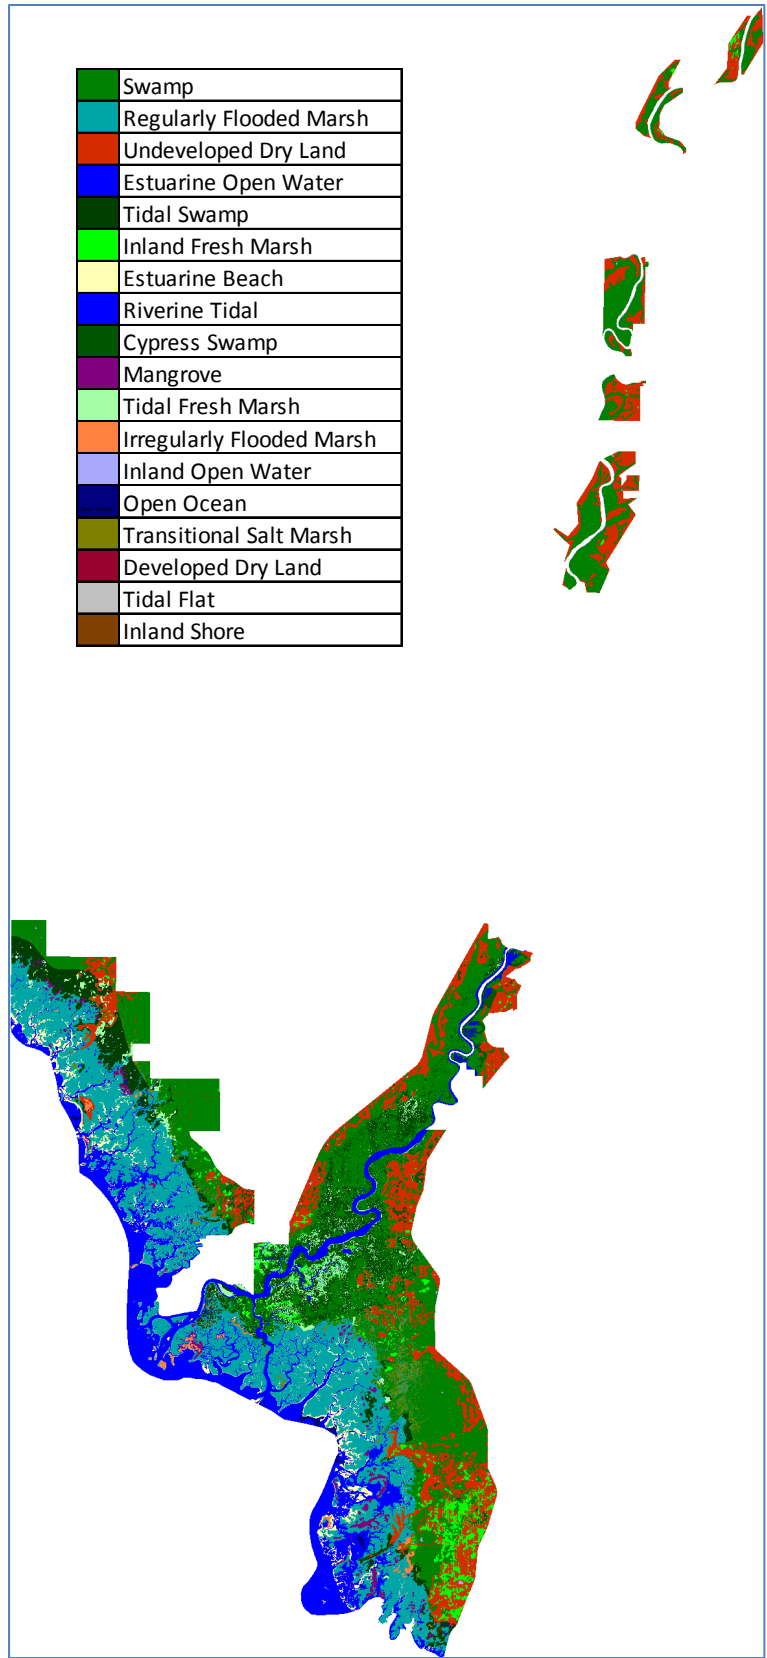 Swamp
Regularly Flooded Marsh
Undeveloped Dry Land
Estuarine Open Water
Tidal Swamp
Inland Fresh Marsh
Estuarine Beach
Riverine Tidal
Cypress Swamp
Mangrove
Tidal Fresh Marsh
Irregularly Flooded Marsh
Inland Open Water
Open Ocean
Transitional Salt Marsh
Developed Dry Land
Tidal Flat
Inland Shore